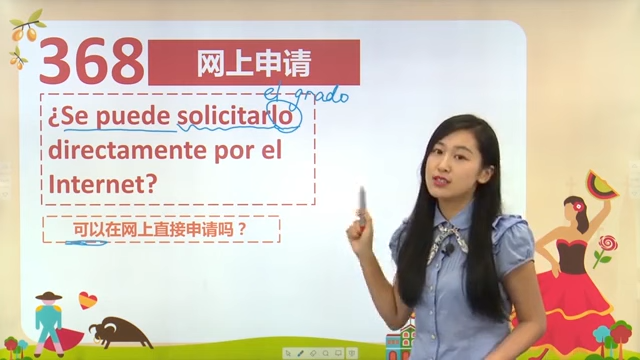 368 网上申请
el grado
¿Se puede solicitarlo
directamente por el
Internet?
可以在网上直接申请吗？